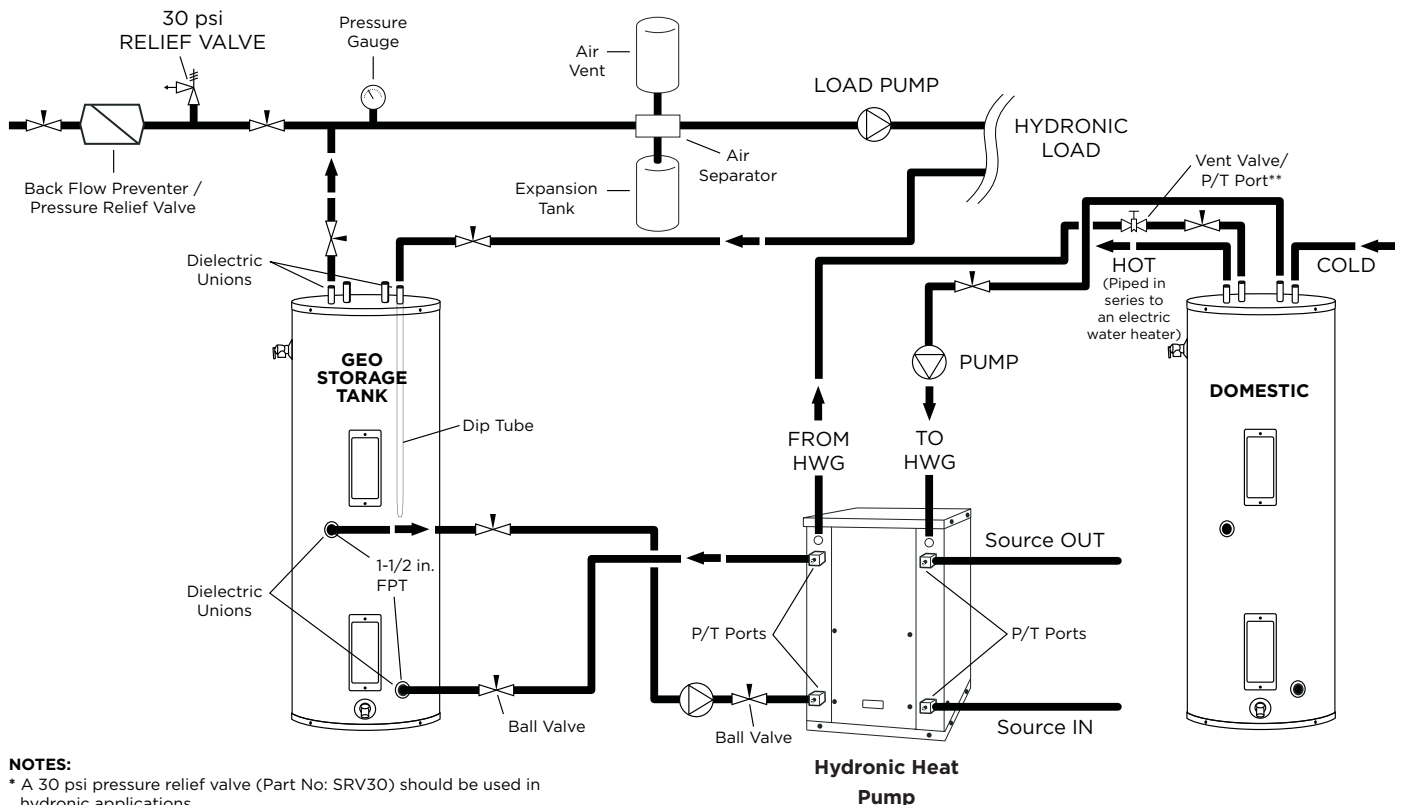 30 psi
RELIEF VALVE
Pressure
Gauge
Air
Vent
LOAD PUMP
HYDRONIC
LOAD
Back Flow Preventer /
Pressure Relief Valve
Expansion
Tank
Air
Separator
Vent Valve/
P/T Port**
Dielectric
Unions
HOT
(Piped in
series to
an electric
water heater)
COLD
GEO
STORAGE
TANK
PUMP
DOMESTIC
Dip Tube
FROM
HWG
TO
HWG
Source OUT
1-1/2 in.
FPT
Dielectric
Unions
P/T Ports
P/T Ports
Ball Valve
Ball Valve
Source IN
Hydronic Heat
Pump
NOTES:
* A 30 psi pressure relief valve (Part No: SRV30) should be used in
hydronic applications